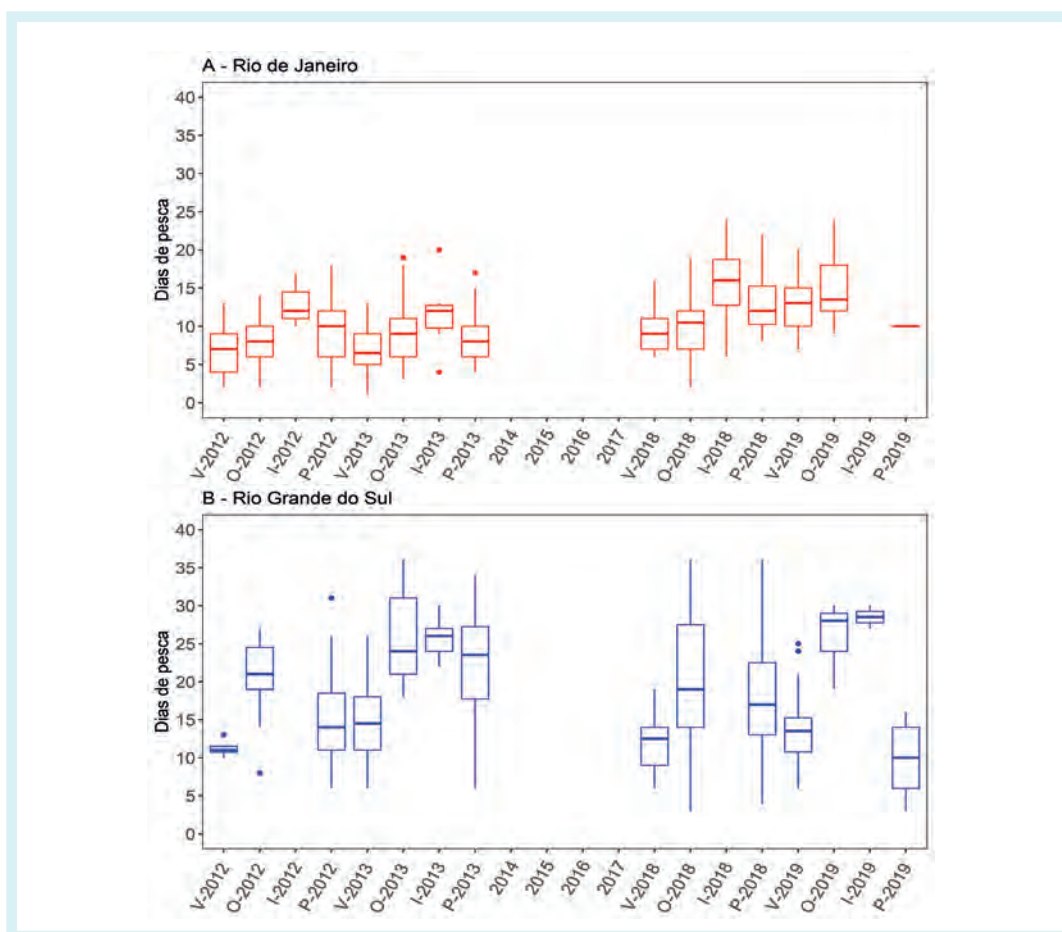 A - Rio de Janeiro
Dias de pesca
40
35
30
25
20
15
10
5
0
V-2012
O-2012
I-2012
P-2012
V-2013
O-2013
I-2013
P-2013
2014
2015
2016
2017
V-2018
O-2018
I-2018
P-2018
V-2019
O-2019
I-2019
P-2019
B - Rio Grande do Sul
Dias de pesca
40
35
30
25
20
15
10
5
0
V-2012
O-2012
I-2012
P-2012
V-2013
O-2013
I-2013
P-2013
2014
2015
2016
2017
V-2018
O-2018
I-2018
P-2018
V-2019
O-2019
I-2019
P-2019